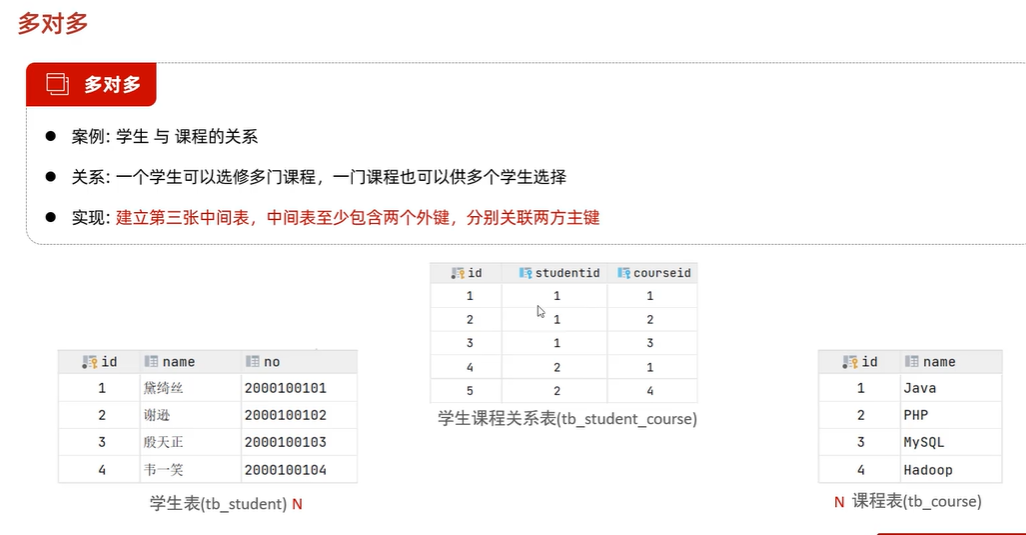 多对多
多对多
● 案例: 学生 与 课程的关系
● 关系: 一个学生可以选修多门课程，一门课程也可以供多个学生选择
● 实现: 建立第三张中间表，中间表至少包含两个外键，分别关联两方主键
id studentid courseid
1 1 1
2 1 2
3 1 3
4 2 1
5 2 4
学生课程关系表(tb_student_course)
id name no
1 黛绮丝 2000100101
2 谢逊 2000100102
3 殷天正 2000100103
4 韦一笑 2000100104
学生表(tb_student) N
id name
1 Java
2 PHP
3 MySQL
4 Hadoop
N 课程表(tb_course)